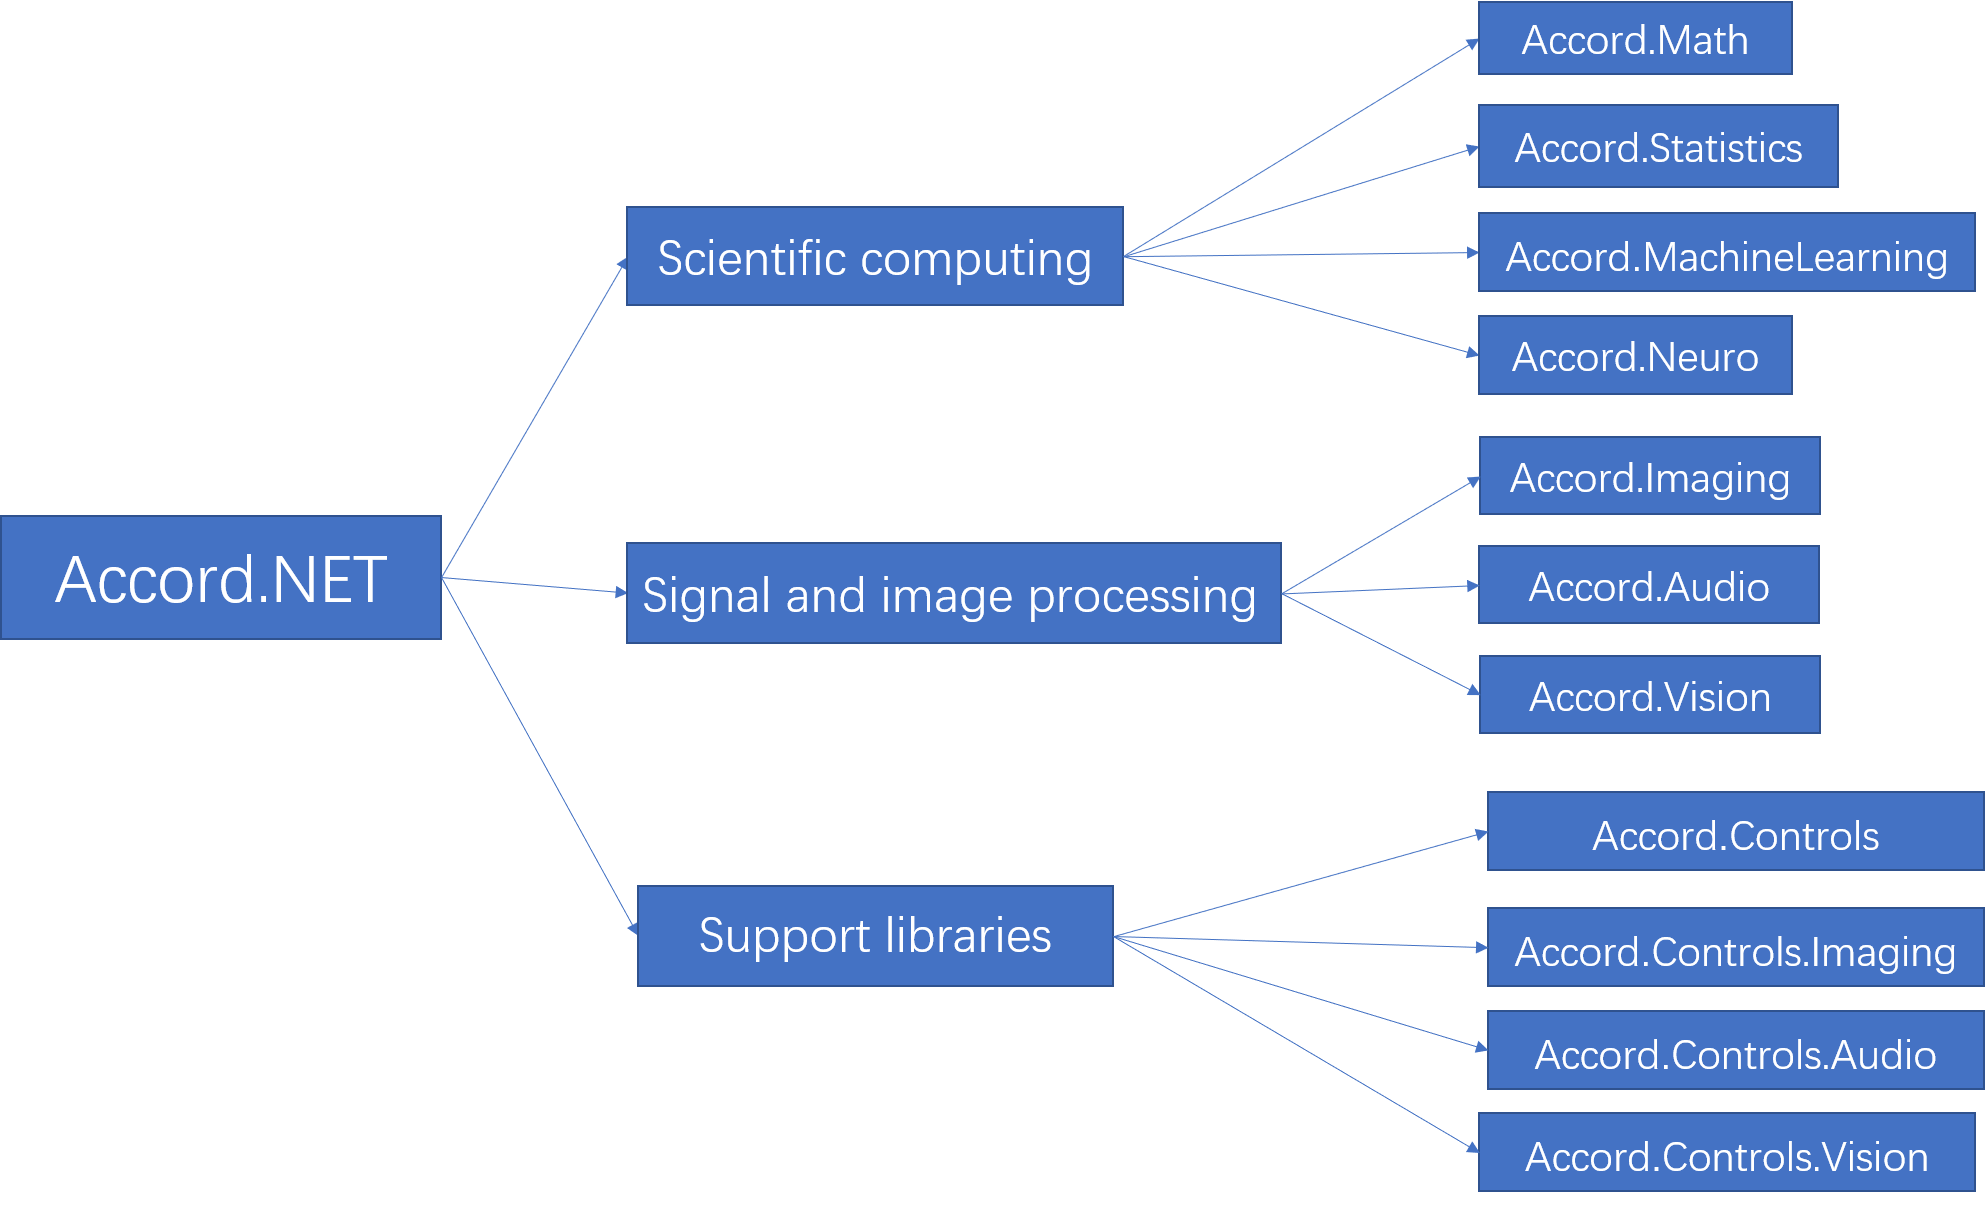 Accord.NET
Scientific computing
Accord.Math
Accord.Statistics
Accord.MachineLearning
Accord.Neuro
Signal and image processing
Accord.Imaging
Accord.Audio
Accord.Vision
Support libraries
Accord.Controls
Accord.Controls.Imaging
Accord.Controls.Audio
Accord.Controls.Vision